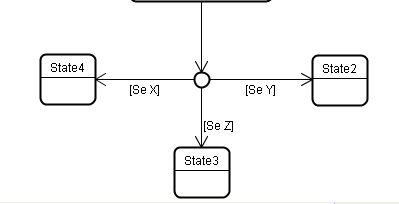 State4
State2
[Se X]
[Se Y]
[Se Z]
State3